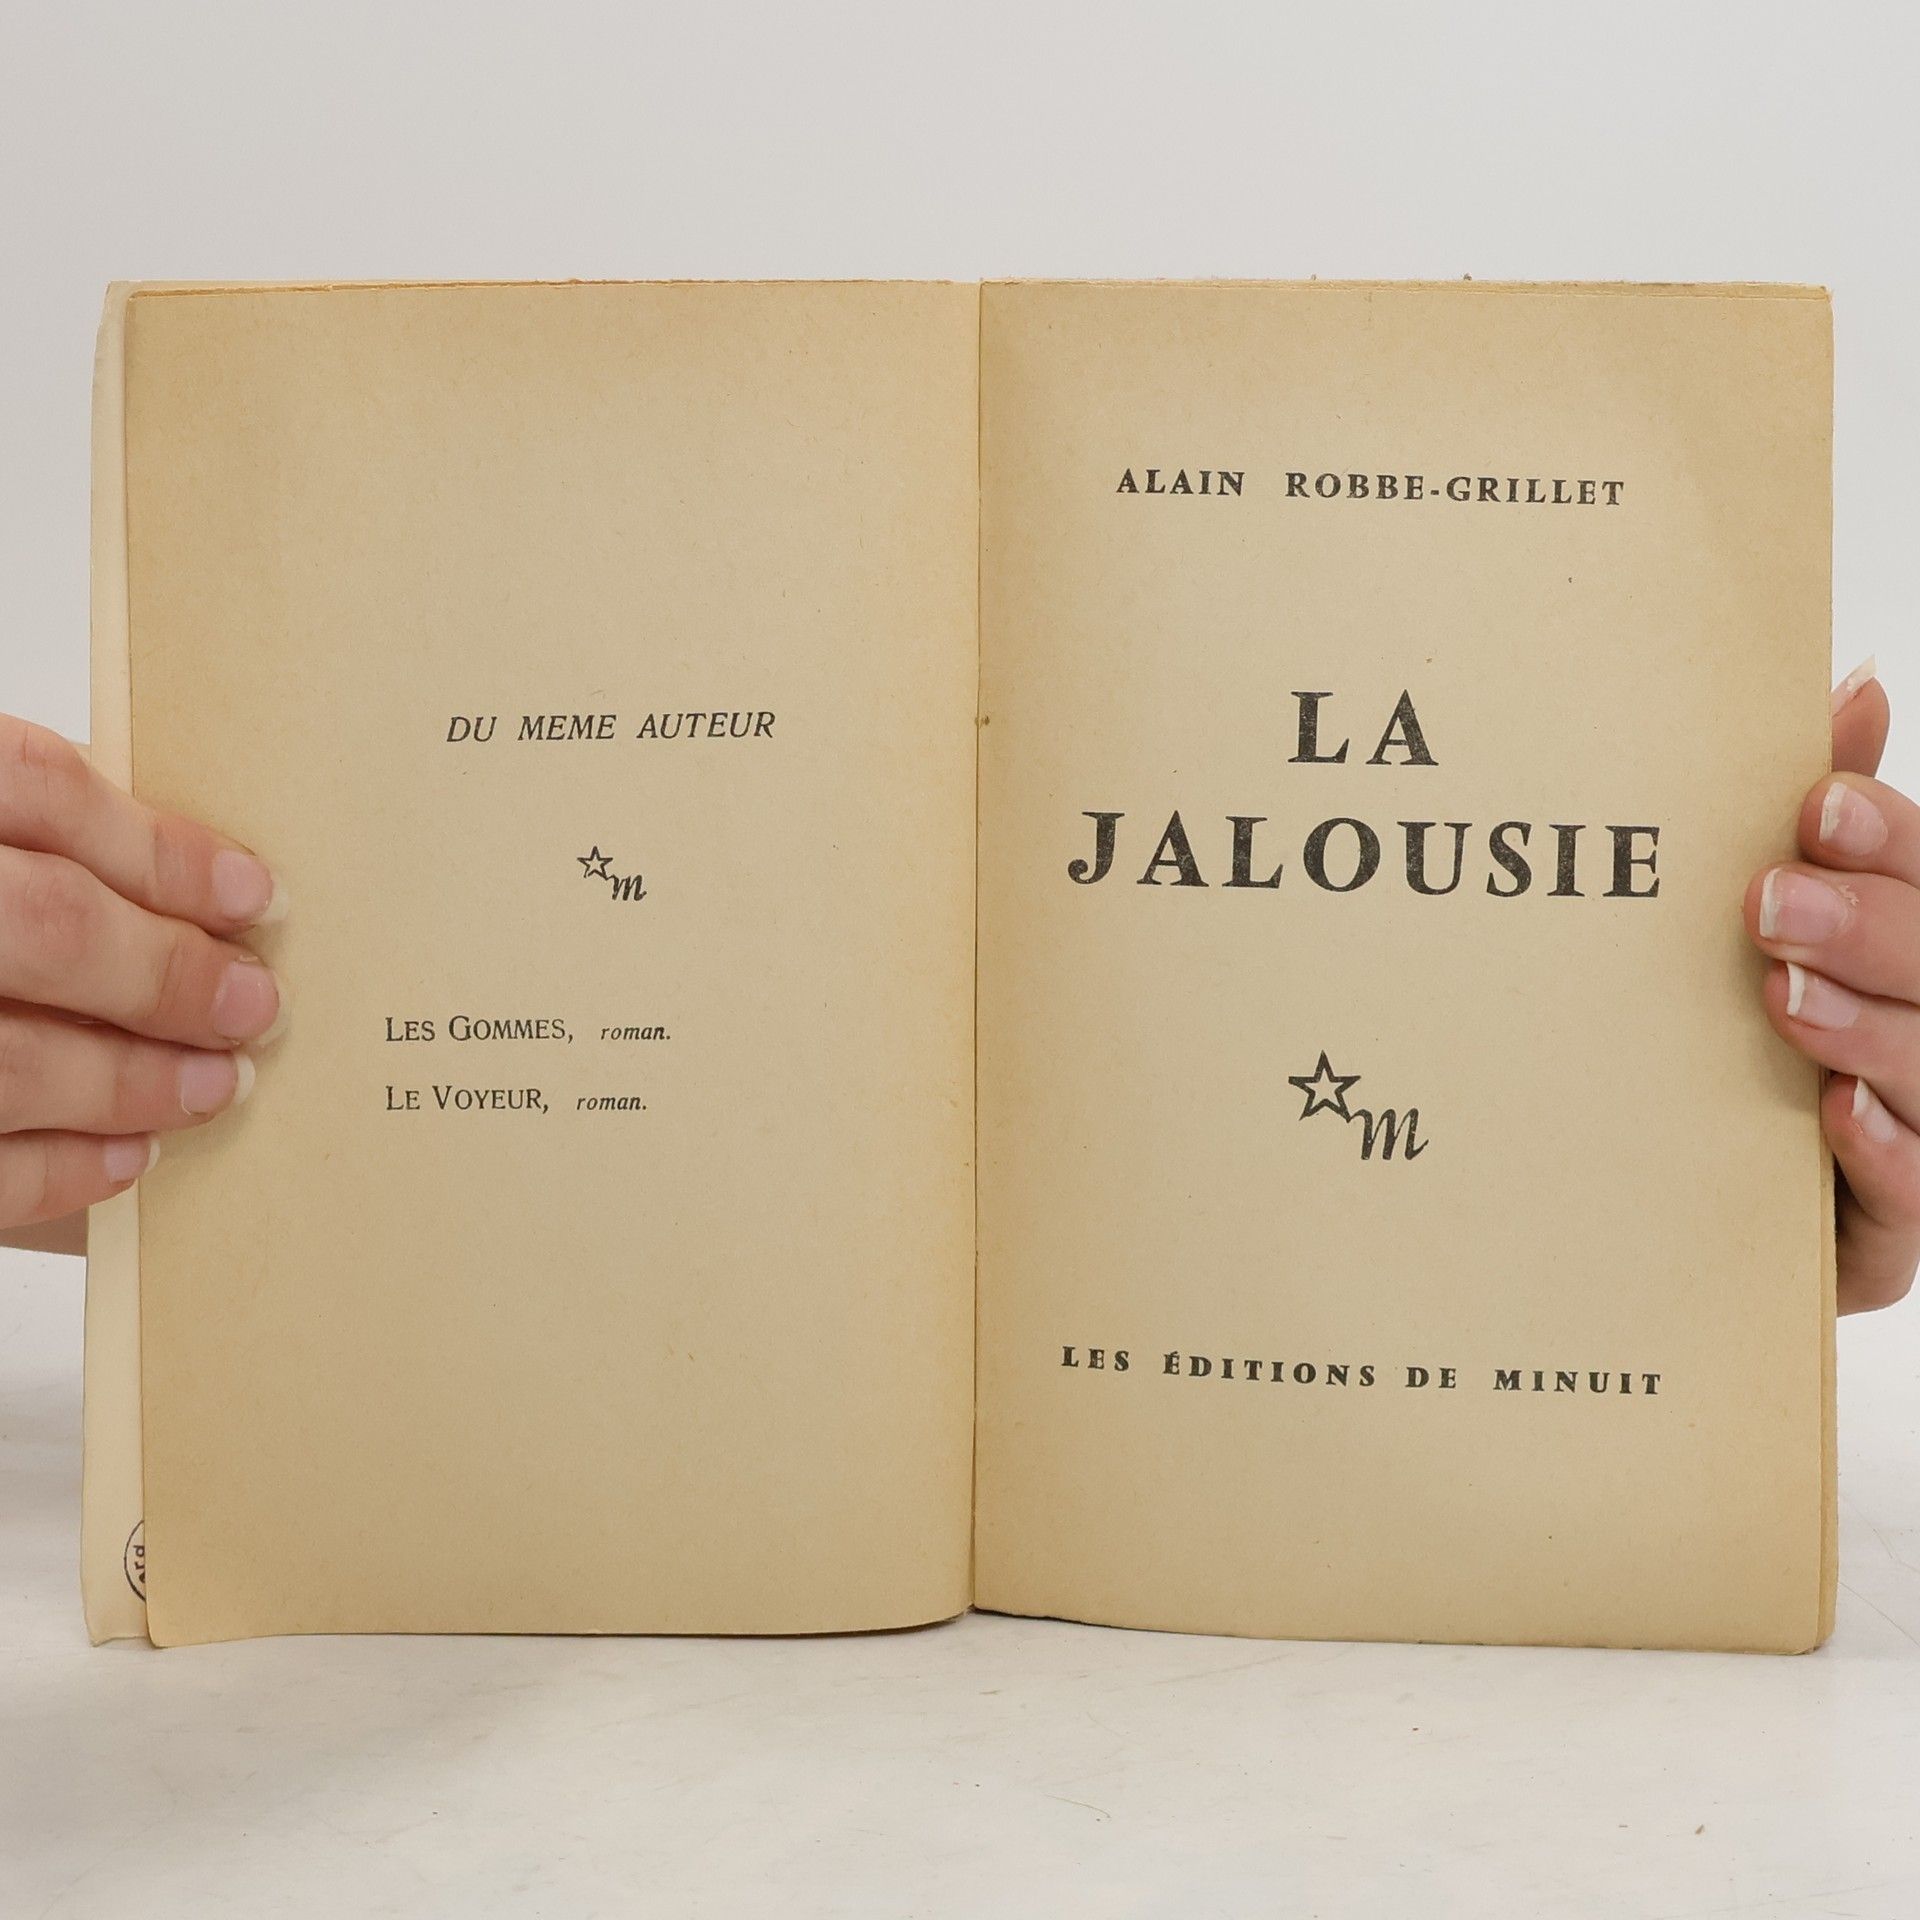 DU MEME AUTEUR
m
LES GOMMES, roman.
LE VOYEUR, roman.
ALAIN ROBBE-GRILLET
LA
JALOUSIE
m
LES ÉDITIONS DE MINUIT